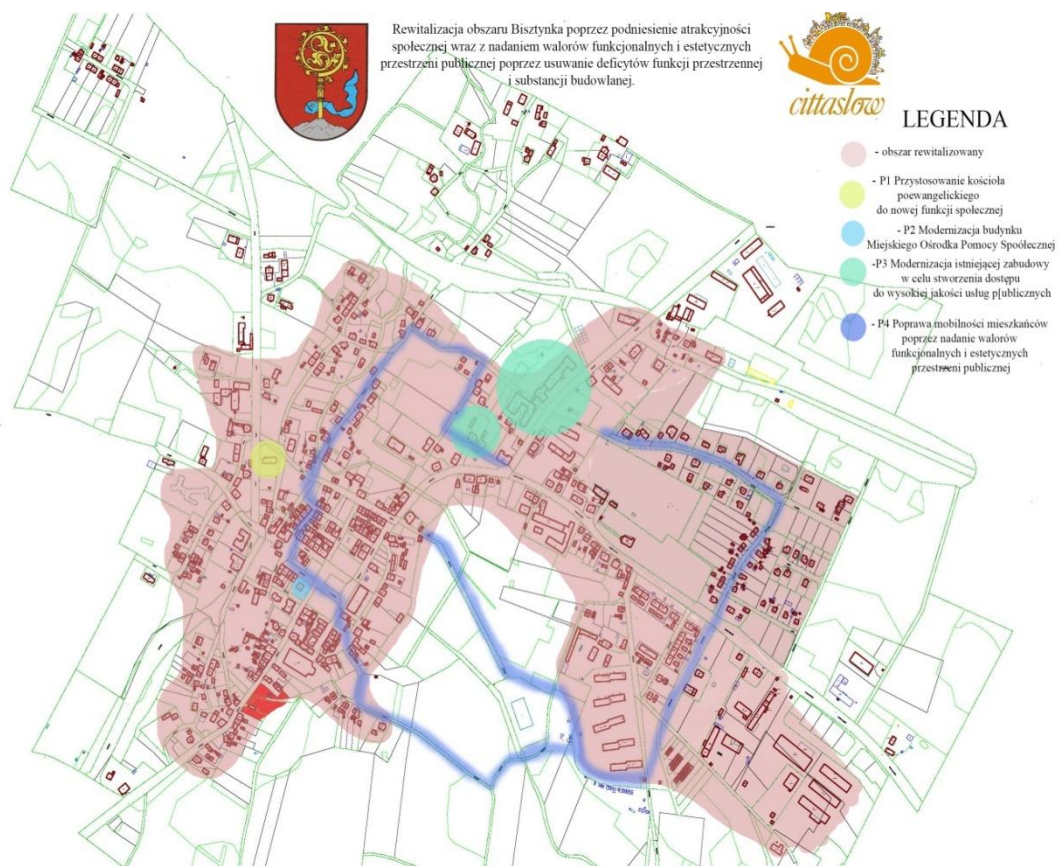 Rewitalizacja obszaru Bisztynka poprzez podniesienie atrakcyjności
społecznej wraz z nadaniem walorów funkcjonalnych i estetycznych
przestrzeni publicznej poprzez usuwanie deficytów funkcji przestrzennej
i substancji budowlanej.
cittaslow
LEGENDA
- obszar rewitalizowany
- P1 Przystosowanie kościoła
poewangelickiego
do nowej funkcji społecznej
- P2 Modernizacja budynku
Miejskiego Ośrodka Pomocy Spoółecznej
-P3 Modernizacja istniejącej zabudowy
w celu stworzenia dostępu
do wysokiej jakości usług p[ublicznych
- P4 Poprawa mobilności mieszkańców
poprzez nadanie walorów
funkcjonalnych i estetycznych
przestrzeni publicznej